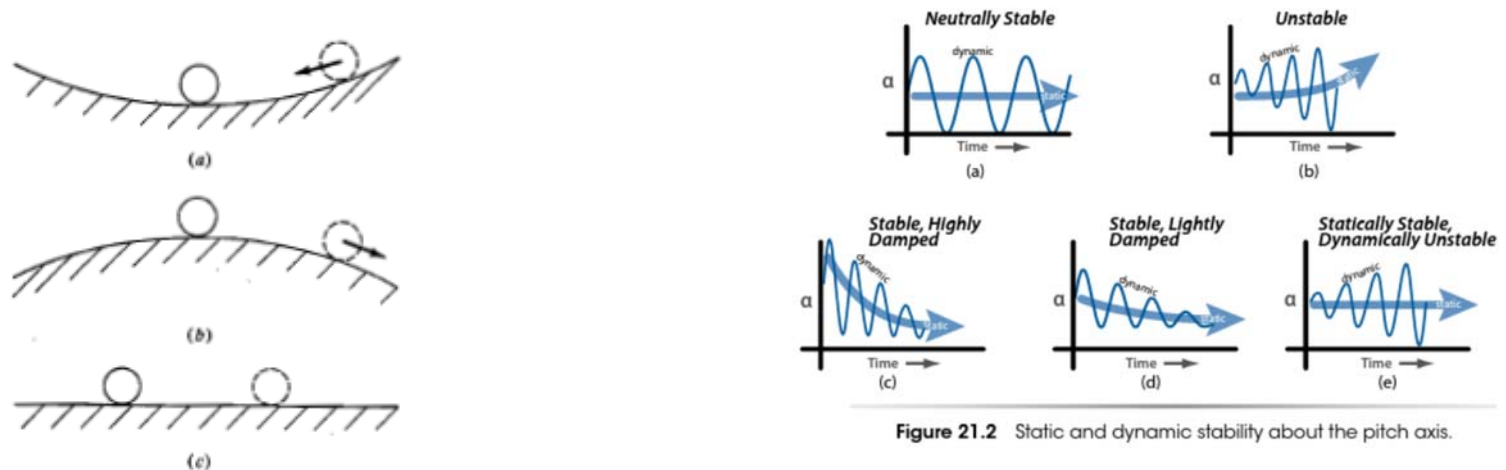 (a)
(b)
(c)
Neutrally Stable
dynamic
α
static
Time
(a)
Unstable
dynamic
α
static
Time
(b)
Stable, Highly
Damped
dynamic
α
static
Time
(c)
Stable, Lightly
Damped
dynamic
α
static
Time
(d)
Statically Stable,
Dynamically Unstable
dynamic
α
static
Time
(e)
Figure 21.2 Static and dynamic stability about the pitch axis.